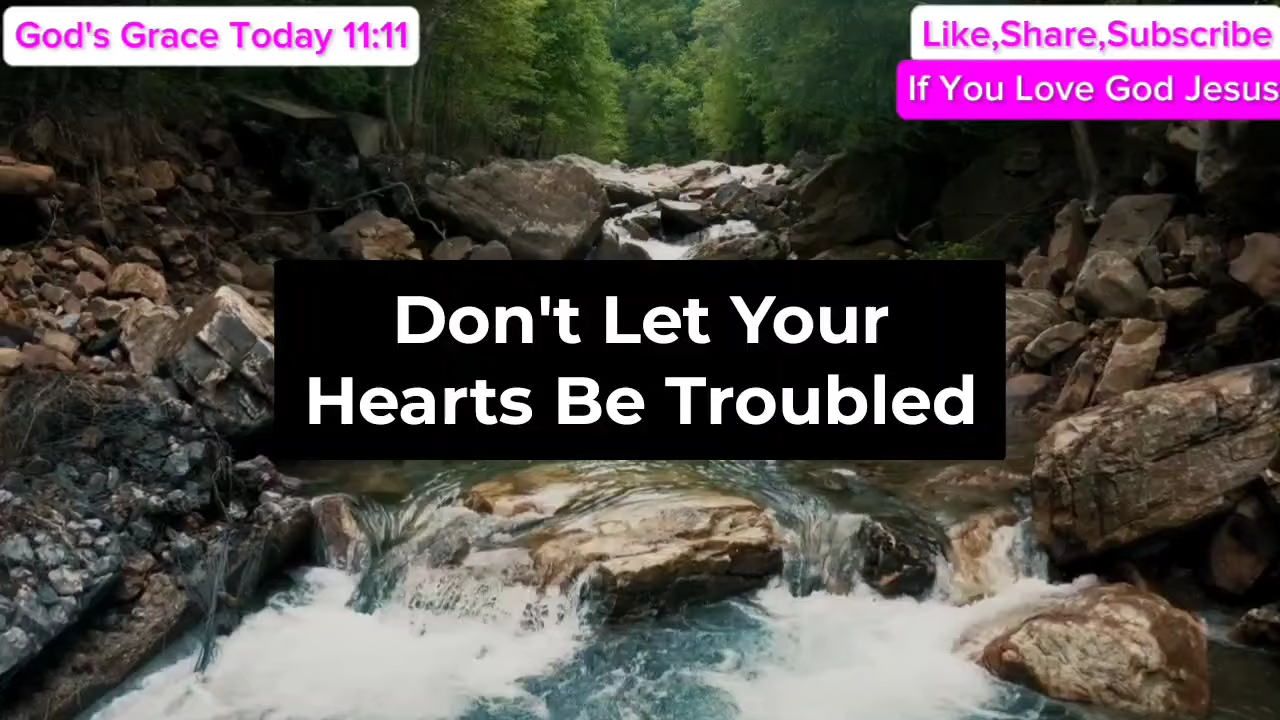 God's Grace Today 11:11
Like,Share,Subscribe
If You Love God Jesus
Don't Let Your
Hearts Be Troubled